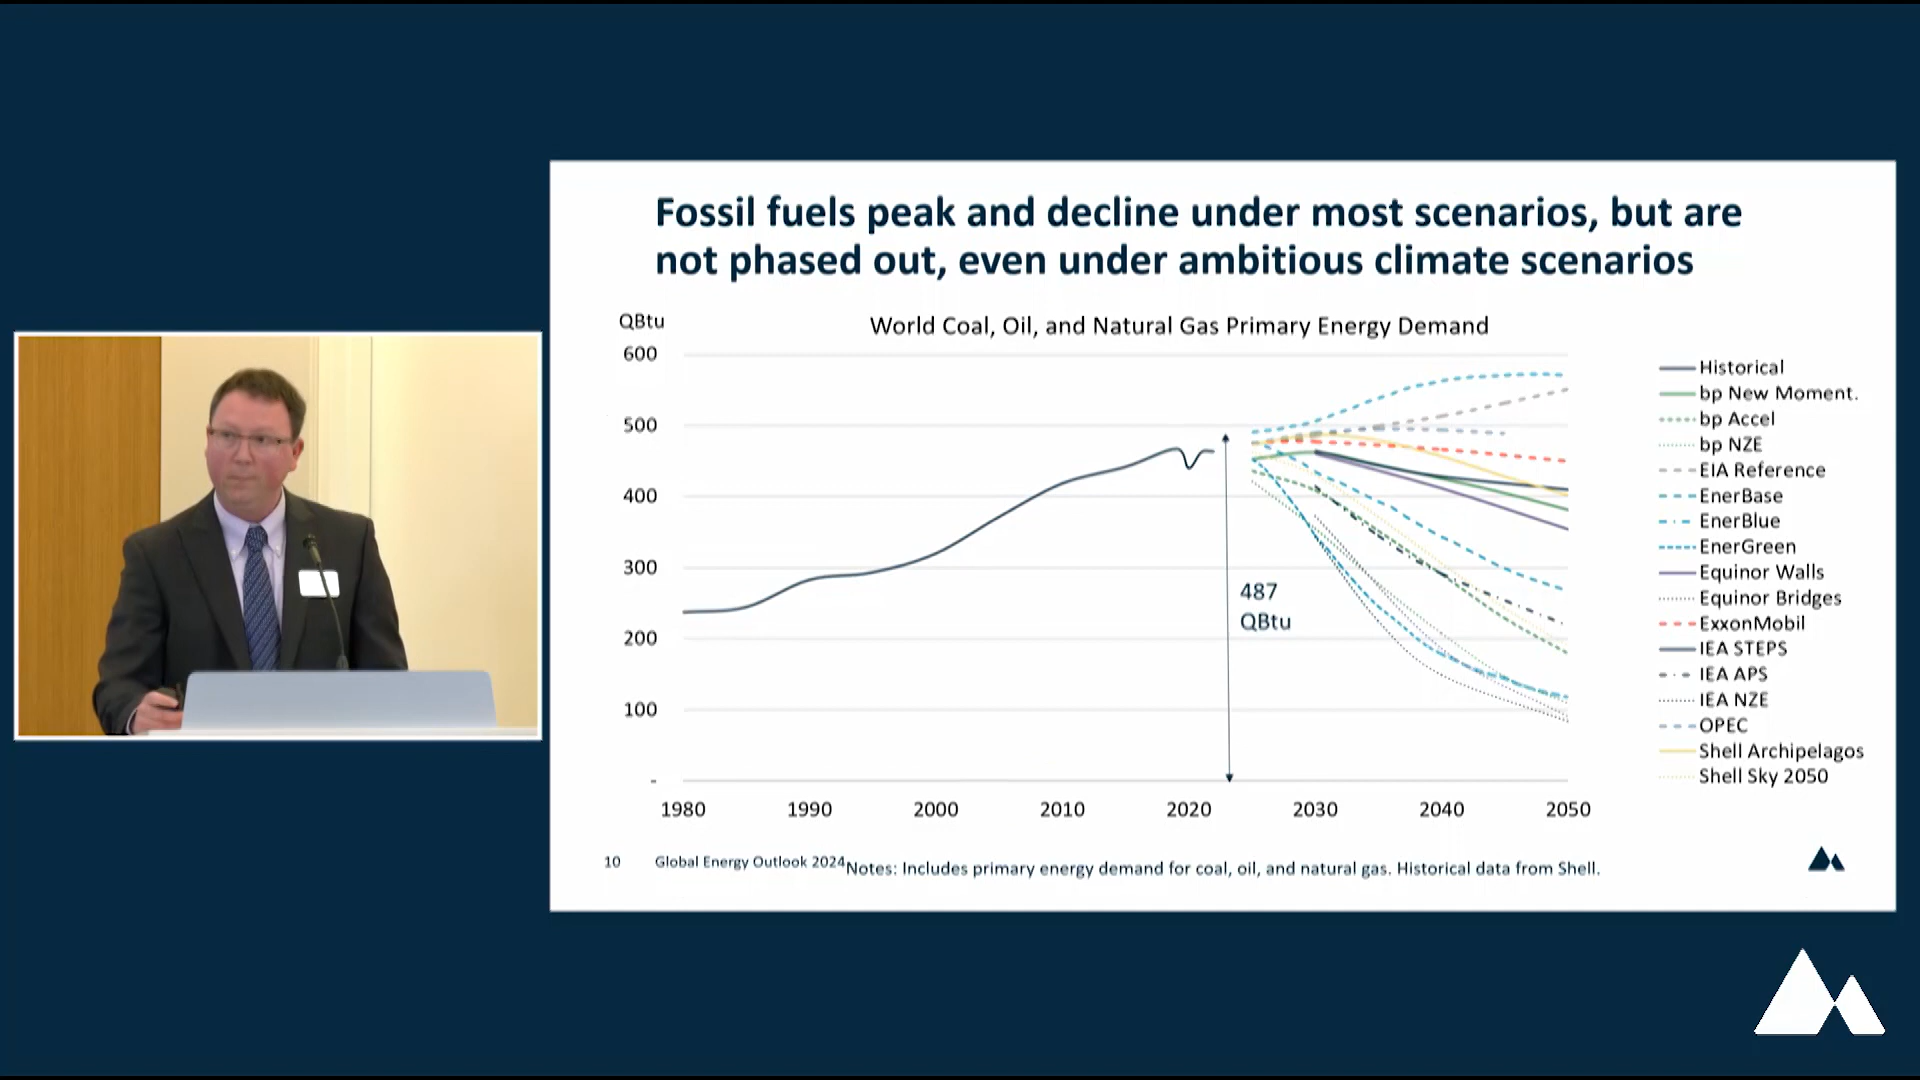 Fossil fuels peak and decline under most scenarios, but are
not phased out, even under ambitious climate scenarios
QBtu
World Coal, Oil, and Natural Gas Primary Energy Demand
600
500
400
300
200
100
-
487
QBtu
1980 1990 2000 2010 2020 2030 2040 2050
Historical
bp New Moment.
bp Accel
bp NZE
EIA Reference
EnerBase
EnerBlue
EnerGreen
Equinor Walls
Equinor Bridges
ExxonMobil
IEA STEPS
IEA APS
IEA NZE
OPEC
Shell Archipelagos
Shell Sky 2050
10 Global Energy Outlook 2024 Notes: Includes primary energy demand for coal, oil, and natural gas. Historical data from Shell.